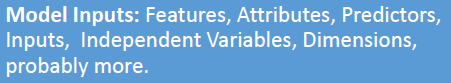 Model Inputs: Features, Attributes, Predictors,
Inputs,  Independent Variables, Dimensions,
probably more.